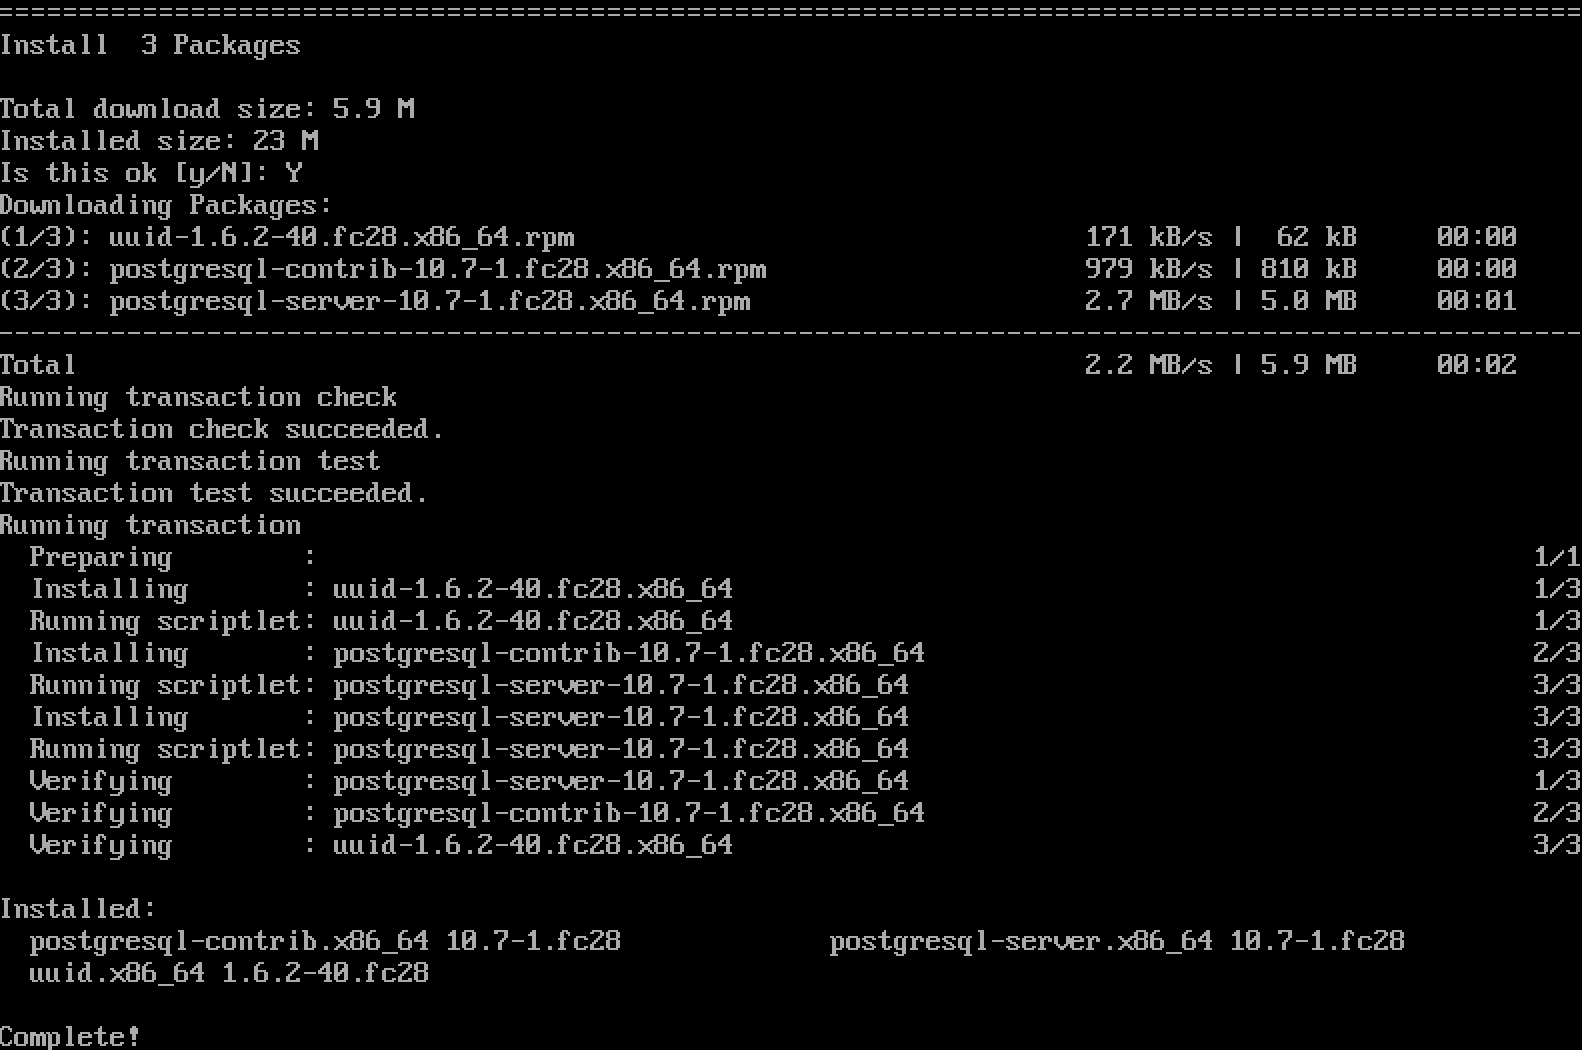 ====================================================================================================
Install  3 Packages

Total download size: 5.9 M
Installed size: 23 M
Is this ok [y/N]: Y
Downloading Packages:
(1/3): uuid-1.6.2-40.fc28.x86_64.rpm                                171 kB/s |  62 kB     00:00
(2/3): postgresql-contrib-10.7-1.fc28.x86_64.rpm                    979 kB/s | 810 kB     00:00
(3/3): postgresql-server-10.7-1.fc28.x86_64.rpm                     2.7 MB/s | 5.0 MB     00:01
----------------------------------------------------------------------------------------------------
Total                                                               2.2 MB/s | 5.9 MB     00:02
Running transaction check
Transaction check succeeded.
Running transaction test
Transaction test succeeded.
Running transaction
  Preparing        :                                                                            1/1
  Installing       : uuid-1.6.2-40.fc28.x86_64                                                  1/3
  Running scriptlet: uuid-1.6.2-40.fc28.x86_64                                                  1/3
  Installing       : postgresql-contrib-10.7-1.fc28.x86_64                                      2/3
  Running scriptlet: postgresql-server-10.7-1.fc28.x86_64                                       3/3
  Installing       : postgresql-server-10.7-1.fc28.x86_64                                       3/3
  Running scriptlet: postgresql-server-10.7-1.fc28.x86_64                                       3/3
  Verifying        : postgresql-server-10.7-1.fc28.x86_64                                       1/3
  Verifying        : postgresql-contrib-10.7-1.fc28.x86_64                                      2/3
  Verifying        : uuid-1.6.2-40.fc28.x86_64                                                  3/3

Installed:
  postgresql-contrib.x86_64 10.7-1.fc28             postgresql-server.x86_64 10.7-1.fc28
  uuid.x86_64 1.6.2-40.fc28

Complete!